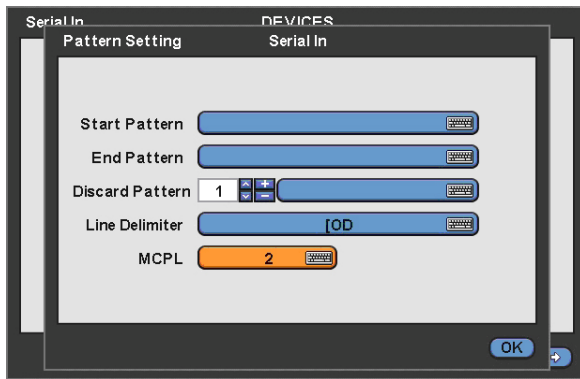 Serial In DEVICES
Pattern Setting Serial In
Start Pattern
End Pattern
Discard Pattern 1
Line Delimiter [OD
MCPL 2
OK